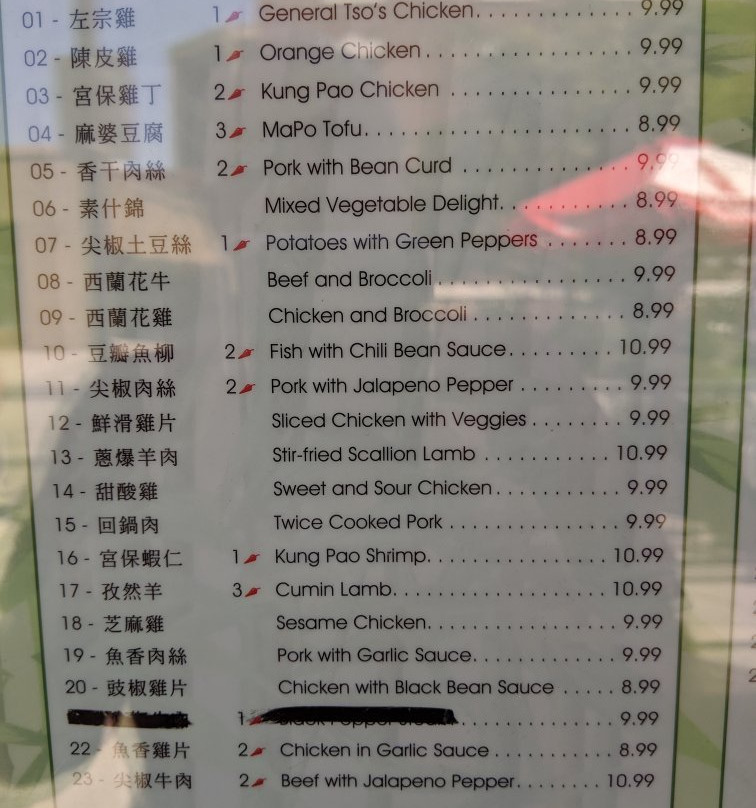 01 - 左宗雞 1 General Tso's Chicken. . . . . . . . . . . . . 9.99
02 - 陳皮雞 1 Orange Chicken . . . . . . . . . . . . . . . . . 9.99
03 - 宮保雞丁 2 Kung Pao Chicken . . . . . . . . . . . . . . . 9.99
04 - 麻婆豆腐 3 MaPo Tofu. . . . . . . . . . . . . . . . . . . . . . 8.99
05 - 香干肉絲 2 Pork with Bean Curd . . . . . . . . . . . . . . 9.99
06 - 素什錦 Mixed Vegetable Delight. . . . . . . . . . . 8.99
07 - 尖椒土豆絲 1 Potatoes with Green Peppers . . . . . . . 8.99
08 - 西蘭花牛 Beef and Broccoli . . . . . . . . . . . . . . . . 9.99
09 - 西蘭花雞 Chicken and Broccoli . . . . . . . . . . . . . 8.99
10 - 豆瓣魚柳 2 Fish with Chili Bean Sauce. . . . . . . . . 10.99
11 - 尖椒肉絲 2 Pork with Jalapeno Pepper . . . . . . . . . 9.99
12 - 鮮滑雞片 Sliced Chicken with Veggies . . . . . . . . 9.99
13 - 蔥爆羊肉 Stir-fried Scallion Lamb . . . . . . . . . . . 10.99
14 - 甜酸雞 Sweet and Sour Chicken. . . . . . . . . . . 9.99
15 - 回鍋肉 Twice Cooked Pork . . . . . . . . . . . . . . . 9.99
16 - 宮保蝦仁 1 Kung Pao Shrimp. . . . . . . . . . . . . . . . 10.99
17 - 孜然羊 3 Cumin Lamb. . . . . . . . . . . . . . . . . . . 10.99
18 - 芝麻雞 Sesame Chicken. . . . . . . . . . . . . . . . . 9.99
19 - 魚香肉絲 Pork with Garlic Sauce. . . . . . . . . . . . . 9.99
20 - 豉椒雞片 Chicken with Black Bean Sauce . . . . . 8.99
1 . . . . . . . . . . . . . . 9.99
22 - 魚香雞片 2 Chicken in Garlic Sauce . . . . . . . . . . . . 8.99
23 - 尖椒牛肉 2 Beef with Jalapeno Pepper. . . . . . . . . 10.99